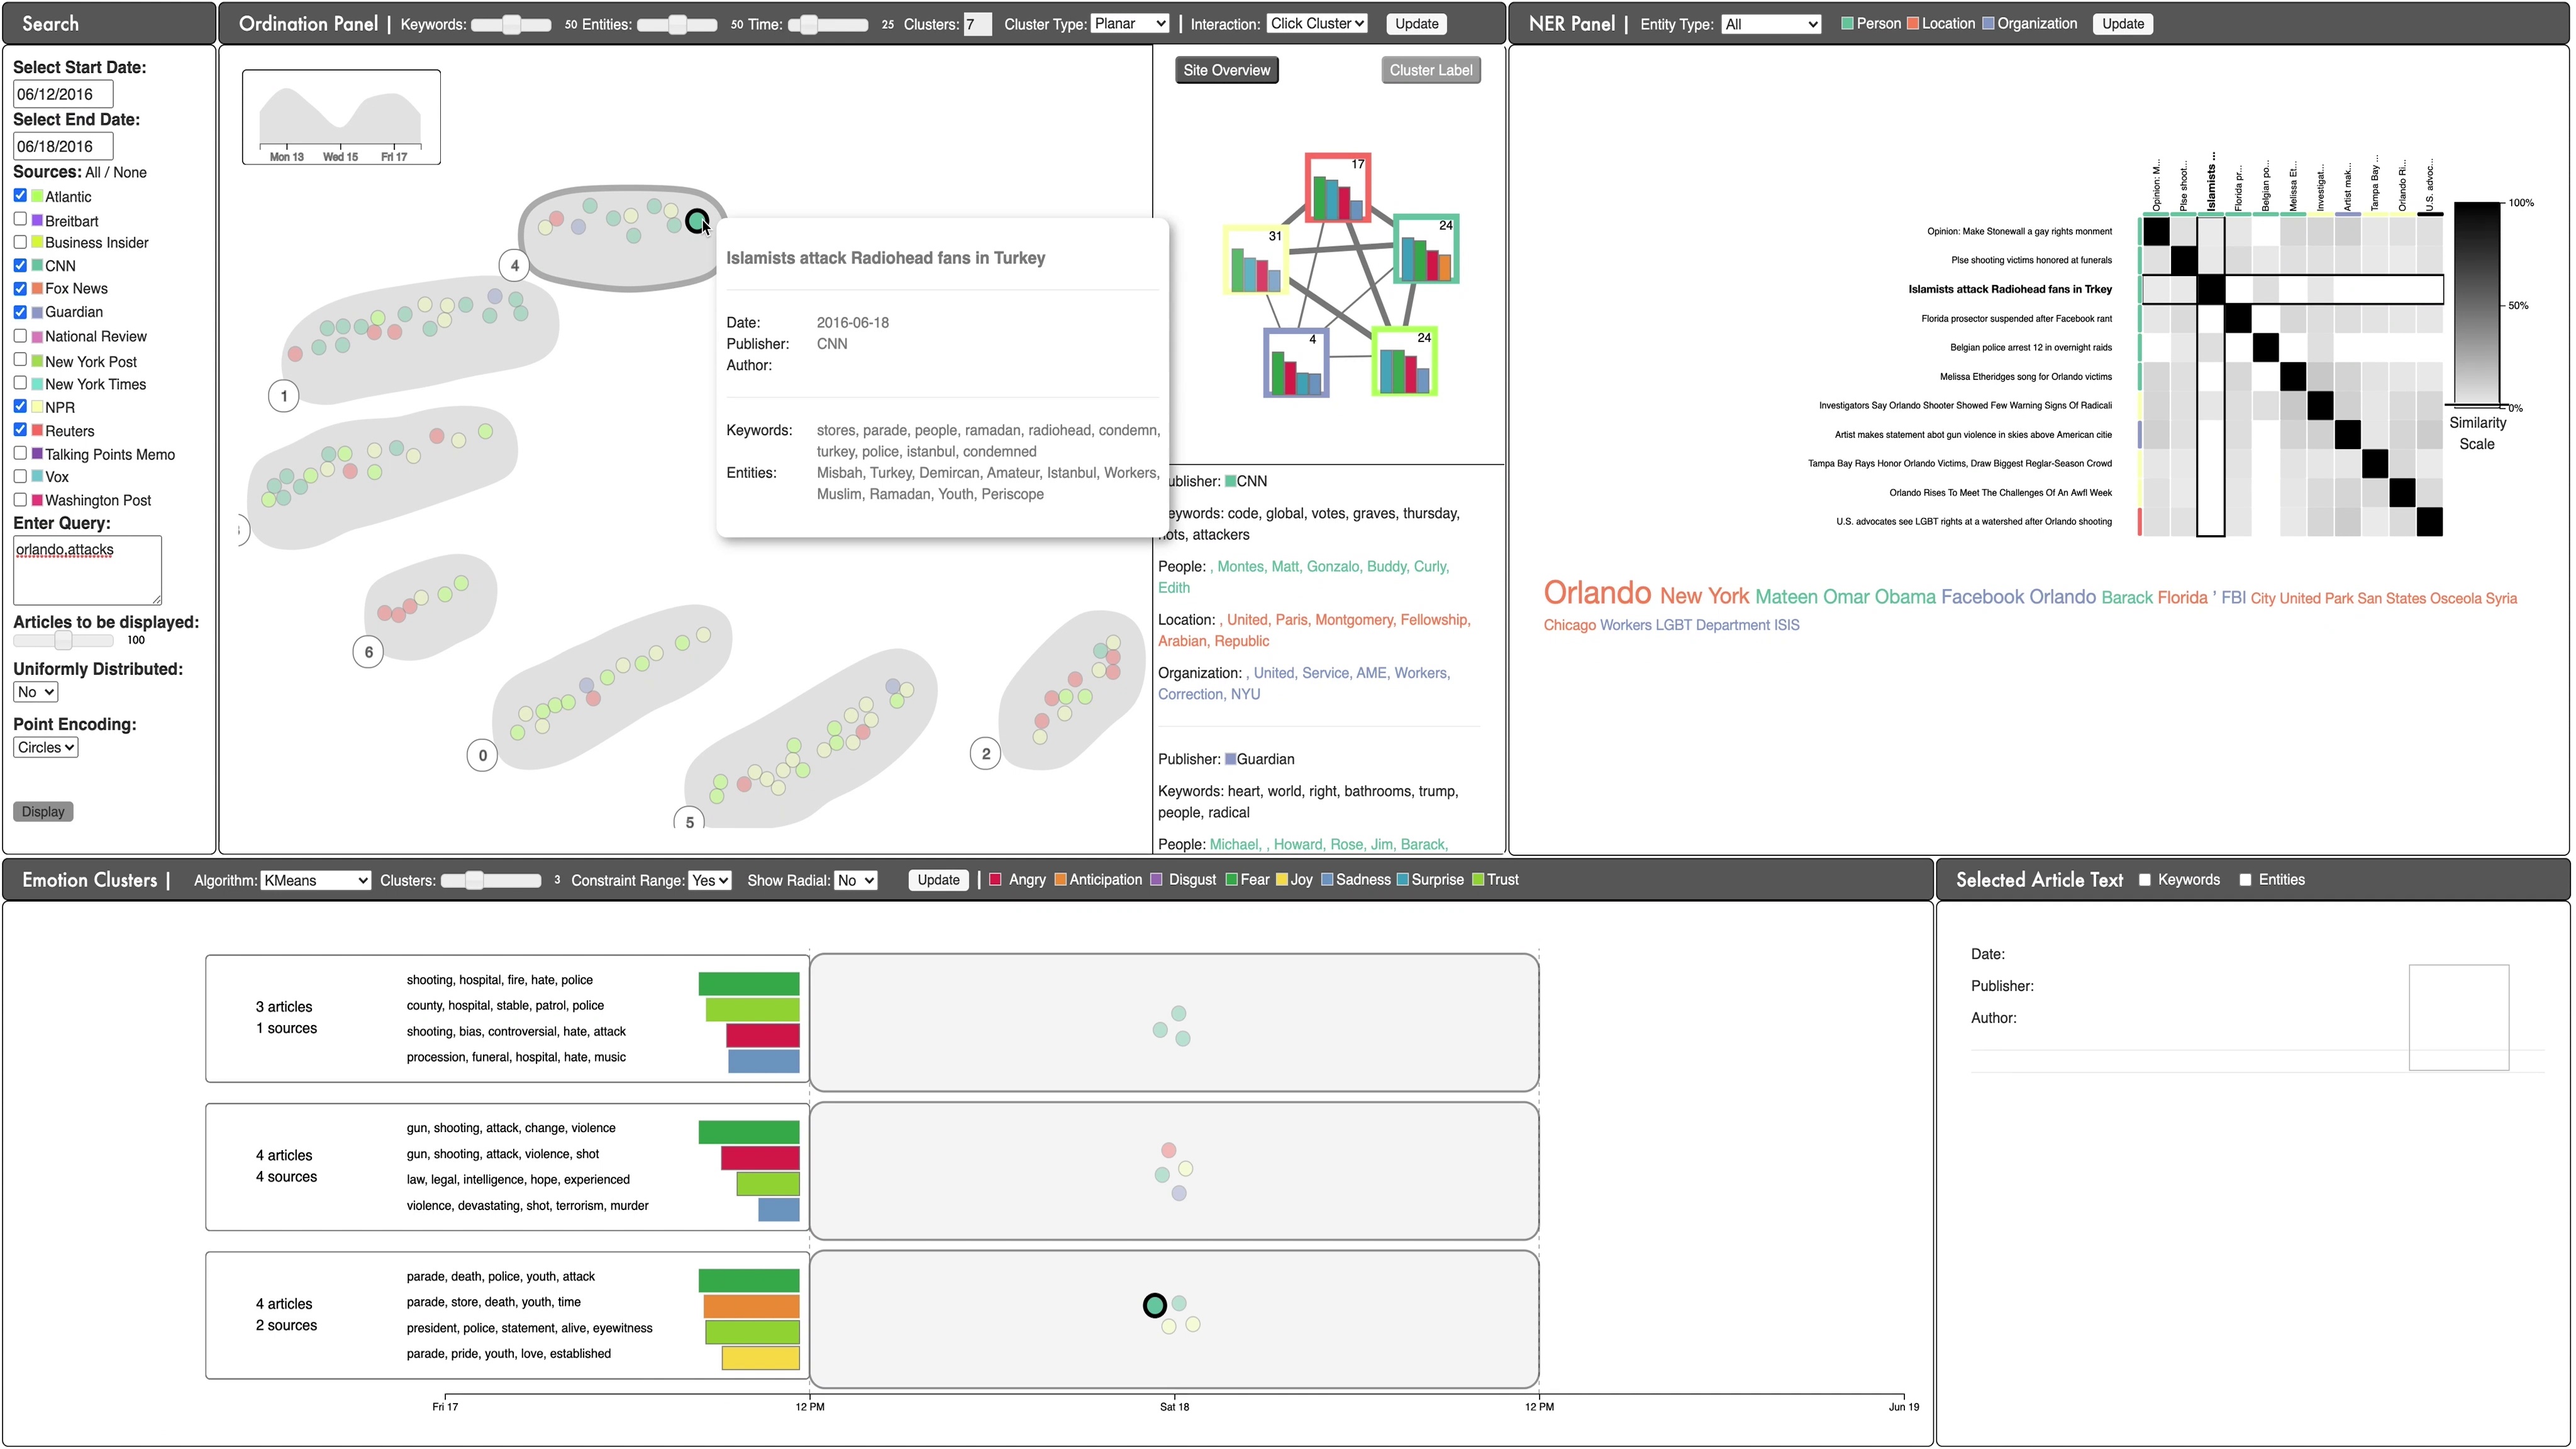 Search
Ordination Panel | Keywords: 50 Entities: 50 Time: 25 Clusters: 7 Cluster Type: Planar | Interaction: Click Cluster Update
NER Panel | Entity Type: All Person Location Organization Update
Select Start Date:
06/12/2016
Select End Date:
06/18/2016
Sources: All / None
Atlantic
Breitbart
Business Insider
CNN
Fox News
Guardian
National Review
New York Post
New York Times
NPR
Reuters
Talking Points Memo
Vox
Washington Post
Enter Query:
orlando,attacks
Articles to be displayed:
100
Uniformly Distributed:
No
Point Encoding:
Circles
Display
Mon 13 Wed 15 Fri 17
4
1
6
0
5
2
Islamists attack Radiohead fans in Turkey
Date: 2016-06-18
Publisher: CNN
Author:
Keywords: stores, parade, people, ramadan, radiohead, condemn,
turkey, police, istanbul, condemned
Entities: Misbah, Turkey, Demircan, Amateur, Istanbul, Workers,
Muslim, Ramadan, Youth, Periscope
Site Overview Cluster Label
17
31
24
4
24
ublisher: CNN
eywords: code, global, votes, graves, thursday,
ots, attackers
People: , Montes, Matt, Gonzalo, Buddy, Curly,
Edith
Location: , United, Paris, Montgomery, Fellowship,
Arabian, Republic
Organization: , United, Service, AME, Workers,
Correction, NYU
Publisher: Guardian
Keywords: heart, world, right, bathrooms, trump,
people, radical
People: Michael, , Howard, Rose, Jim, Barack,
Opinion: M...
Plse shoot...
Islamists ...
Florida pr...
Belgian po...
Melissa Et...
Investigat...
Artist mak...
Tampa Bay ...
Orlando Ri...
U.S. advoc...
Opinion: Make Stonewall a gay rights monment
Plse shooting victims honored at funerals
Islamists attack Radiohead fans in Trkey
Florida prosector suspended after Facebook rant
Belgian police arrest 12 in overnight raids
Melissa Etheridges song for Orlando victims
Investigators Say Orlando Shooter Showed Few Warning Signs Of Radicali
Artist makes statement abot gun violence in skies above American citie
Tampa Bay Rays Honor Orlando Victims, Draw Biggest Reglar-Season Crowd
Orlando Rises To Meet The Challenges Of An Awfl Week
U.S. advocates see LGBT rights at a watershed after Orlando shooting
100%
50%
0%
Similarity
Scale
Orlando New York Mateen Omar Obama Facebook Orlando Barack Florida ' FBI City United Park San States Osceola Syria
Chicago Workers LGBT Department ISIS
Emotion Clusters | Algorithm: KMeans Clusters: 3 Constraint Range: Yes Show Radial: No Update | Angry Anticipation Disgust Fear Joy Sadness Surprise Trust
Selected Article Text Keywords Entities
3 articles
1 sources
shooting, hospital, fire, hate, police
county, hospital, stable, patrol, police
shooting, bias, controversial, hate, attack
procession, funeral, hospital, hate, music
4 articles
4 sources
gun, shooting, attack, change, violence
gun, shooting, attack, violence, shot
law, legal, intelligence, hope, experienced
violence, devastating, shot, terrorism, murder
4 articles
2 sources
parade, death, police, youth, attack
parade, store, death, youth, time
president, police, statement, alive, eyewitness
parade, pride, youth, love, established
Fri 17 12 PM Sat 18 12 PM Jun 19
Date:
Publisher:
Author: